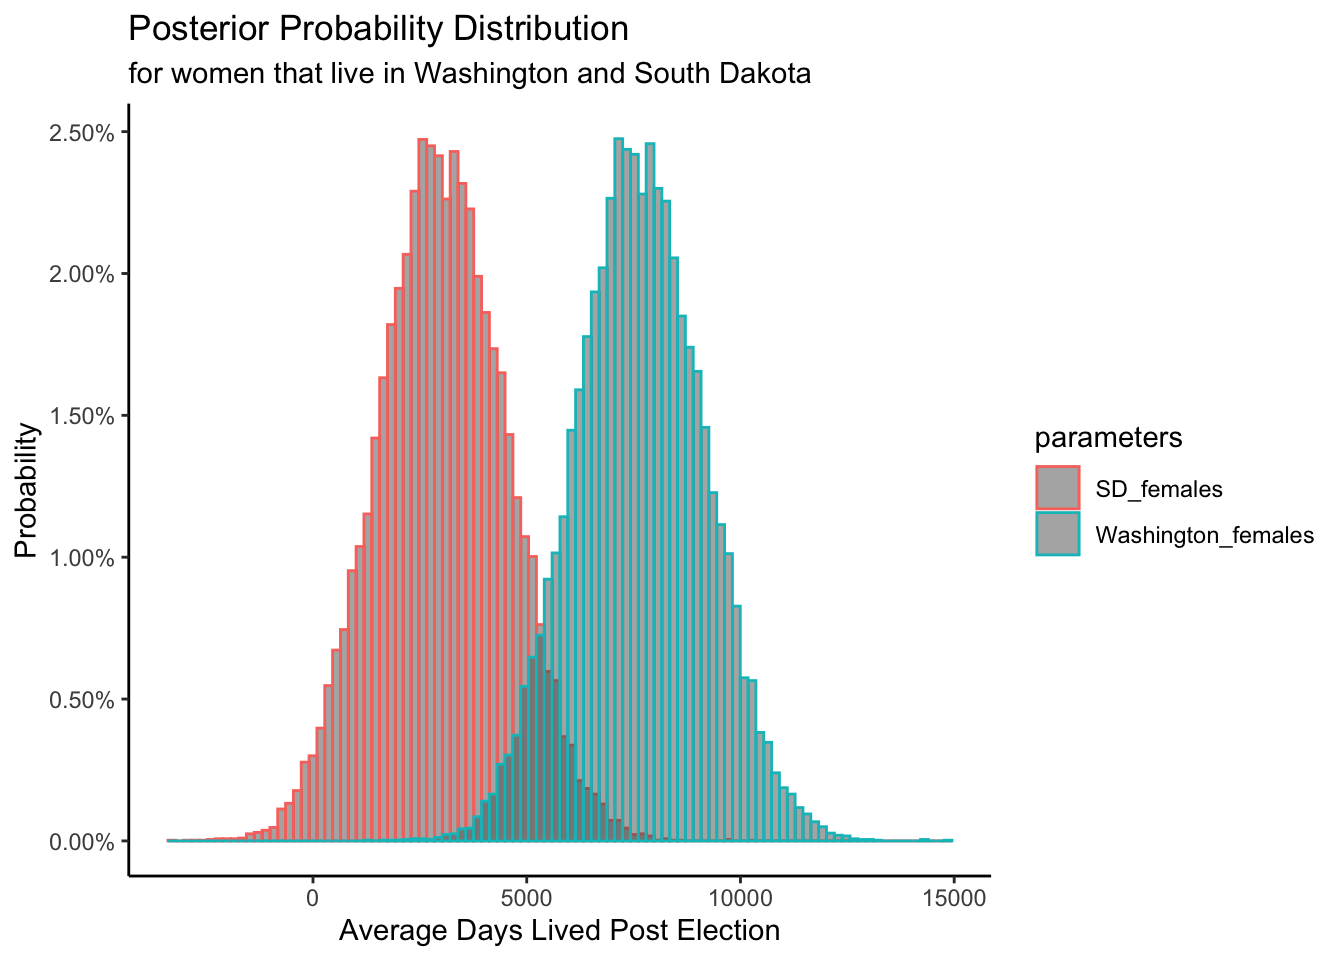 Posterior Probability Distribution
for women that live in Washington and South Dakota
2.50%
2.00%
1.50%
1.00%
0.50%
0.00%
Probability
0 5000 10000 15000
Average Days Lived Post Election
parameters
SD_females
Washington_females